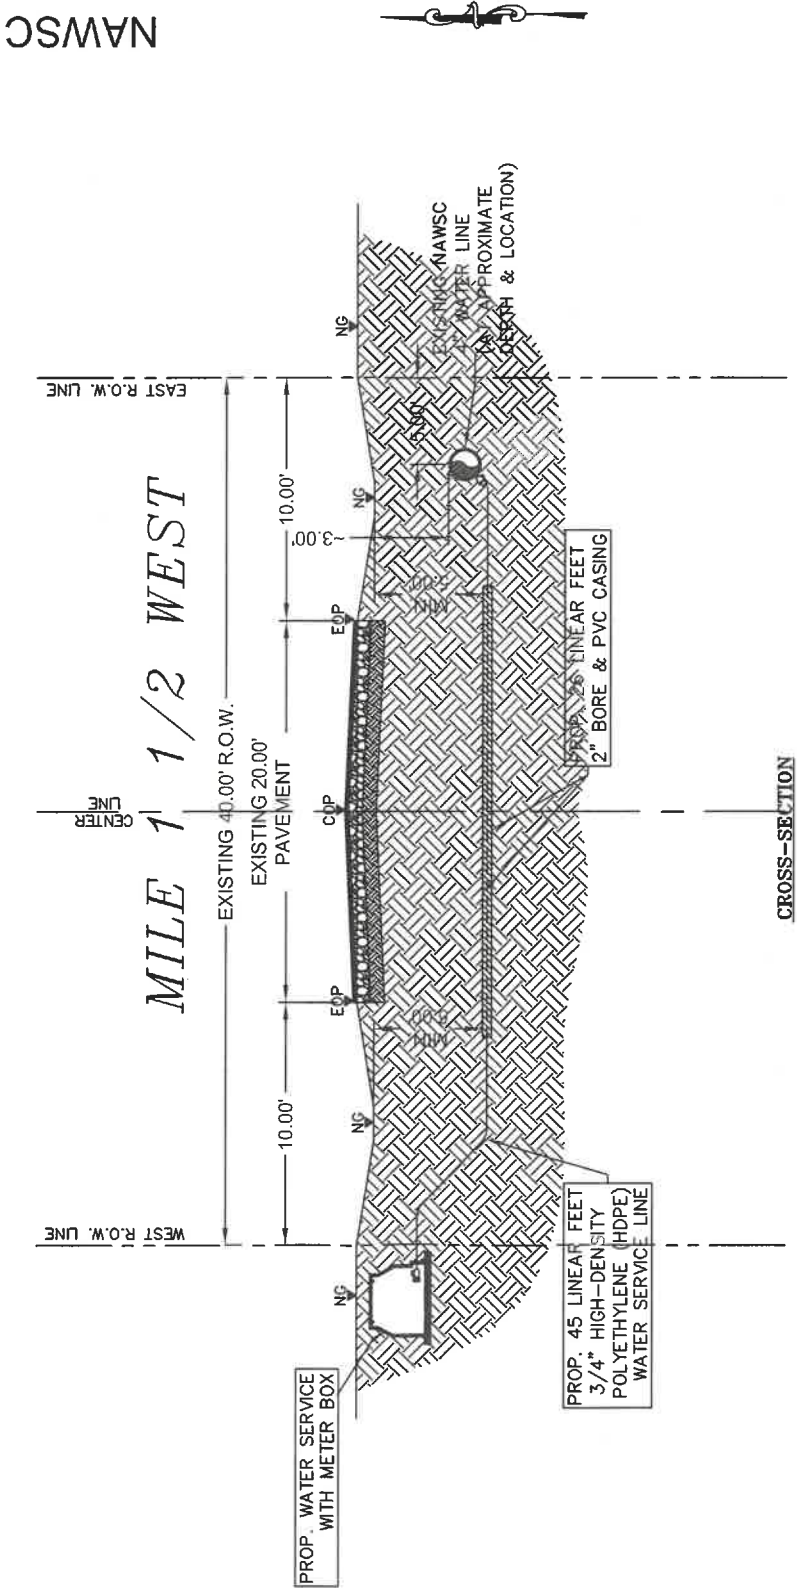 NAWSC
MILE 1 1/2 WEST
WEST R.O.W. LINE
CENTER
LINE
EAST R.O.W. LINE
EXISTING 40.00' R.O.W.
EXISTING 20.00'
PAVEMENT
10.00'
10.00'
NG
NG
EOP
COP
EOP
NG
NG
~3.00'
5.00'
MIN
5.00'
MIN
EXISTING NAWSC
4" WATER LINE
(AT APPROXIMATE
DEPTH & LOCATION)
PROP. WATER SERVICE
WITH METER BOX
PROP. 45 LINEAR FEET
3/4" HIGH-DENSITY
POLYETHYLENE (HDPE)
WATER SERVICE LINE
PROP. 26 LINEAR FEET
2" BORE & PVC CASING
CROSS-SECTION